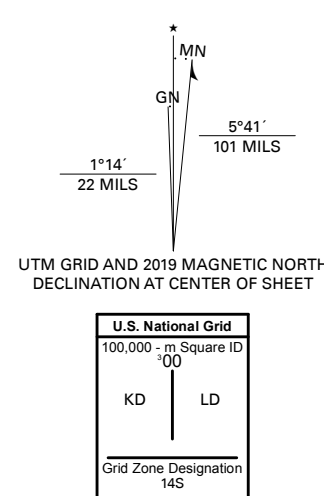 MN
GN
5°41´
101 MILS
1°14´
22 MILS
UTM GRID AND 2019 MAGNETIC NORTH
DECLINATION AT CENTER OF SHEET
U.S. National Grid
100,000 - m Square ID
³00
KD LD
Grid Zone Designation
14S